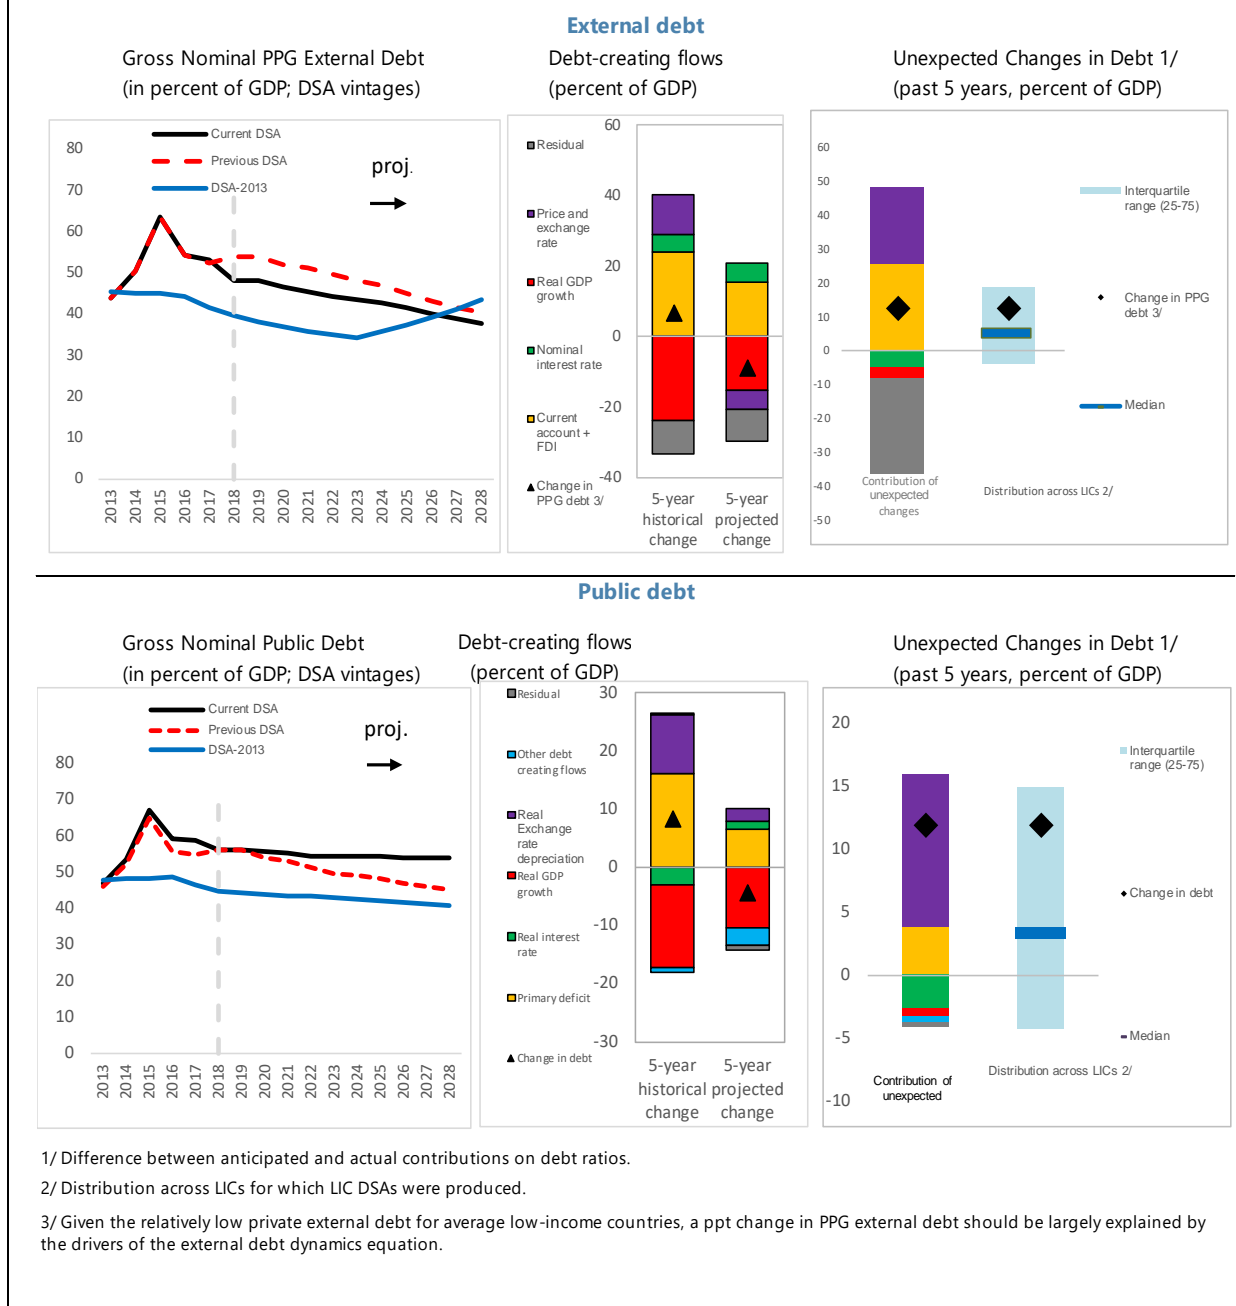 External debt
Gross Nominal PPG External Debt
(in percent of GDP; DSA vintages)
Current DSA
Previous DSA
DSA-2013
proj.
80
70
60
50
40
30
20
10
0
2013
2014
2015
2016
2017
2018
2019
2020
2021
2022
2023
2024
2025
2026
2027
2028
Debt-creating flows
(percent of GDP)
Residual
Price and
exchange
rate
Real GDP
growth
Nominal
interest rate
Current
account +
FDI
Change in
PPG debt 3/
60
40
20
0
-20
-40
5-year
historical
change
5-year
projected
change
Unexpected Changes in Debt 1/
(past 5 years, percent of GDP)
60
50
40
30
20
10
0
-10
-20
-30
-40
-50
Contribution of
unexpected
changes
Distribution across LICs 2/
Interquartile
range (25-75)
Change in PPG
debt 3/
Median
Public debt
Gross Nominal Public Debt
(in percent of GDP; DSA vintages)
Current DSA
Previous DSA
DSA-2013
proj.
80
70
60
50
40
30
20
10
0
2013
2014
2015
2016
2017
2018
2019
2020
2021
2022
2023
2024
2025
2026
2027
2028
Debt-creating flows
(percent of GDP)
Residual
Other debt
creating flows
Real
Exchange
rate
depreciation
Real GDP
growth
Real interest
rate
Primary deficit
Change in debt
30
20
10
0
-10
-20
-30
5-year
historical
change
5-year
projected
change
Unexpected Changes in Debt 1/
(past 5 years, percent of GDP)
20
15
10
5
0
-5
-10
Contribution of
unexpected
Distribution across LICs 2/
Interquartile
range (25-75)
Change in debt
Median
1/ Difference between anticipated and actual contributions on debt ratios.
2/ Distribution across LICs for which LIC DSAs were produced.
3/ Given the relatively low private external debt for average low-income countries, a ppt change in PPG external debt should be largely explained by
the drivers of the external debt dynamics equation.